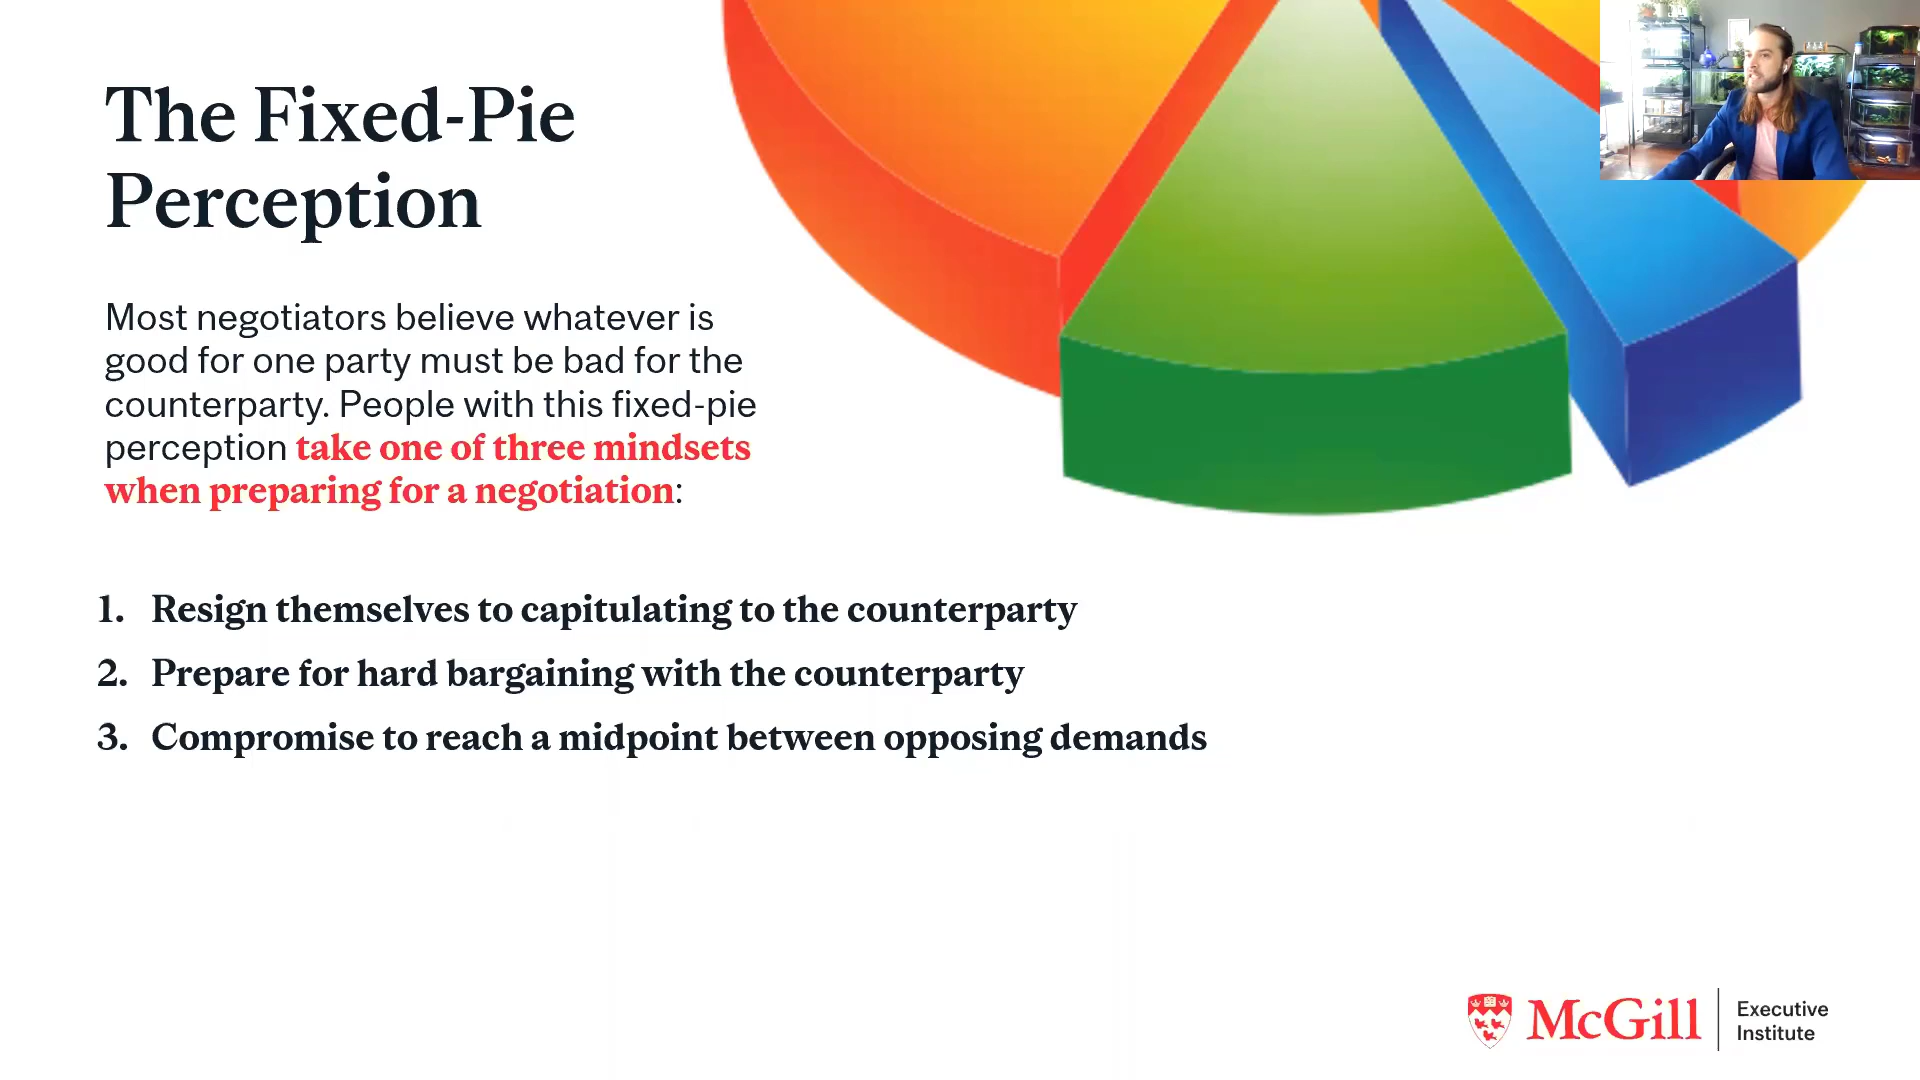 The Fixed-Pie
Perception
Most negotiators believe whatever is
good for one party must be bad for the
counterparty. People with this fixed-pie
perception take one of three mindsets
when preparing for a negotiation:
1. Resign themselves to capitulating to the counterparty
2. Prepare for hard bargaining with the counterparty
3. Compromise to reach a midpoint between opposing demands
McGill
Executive
Institute